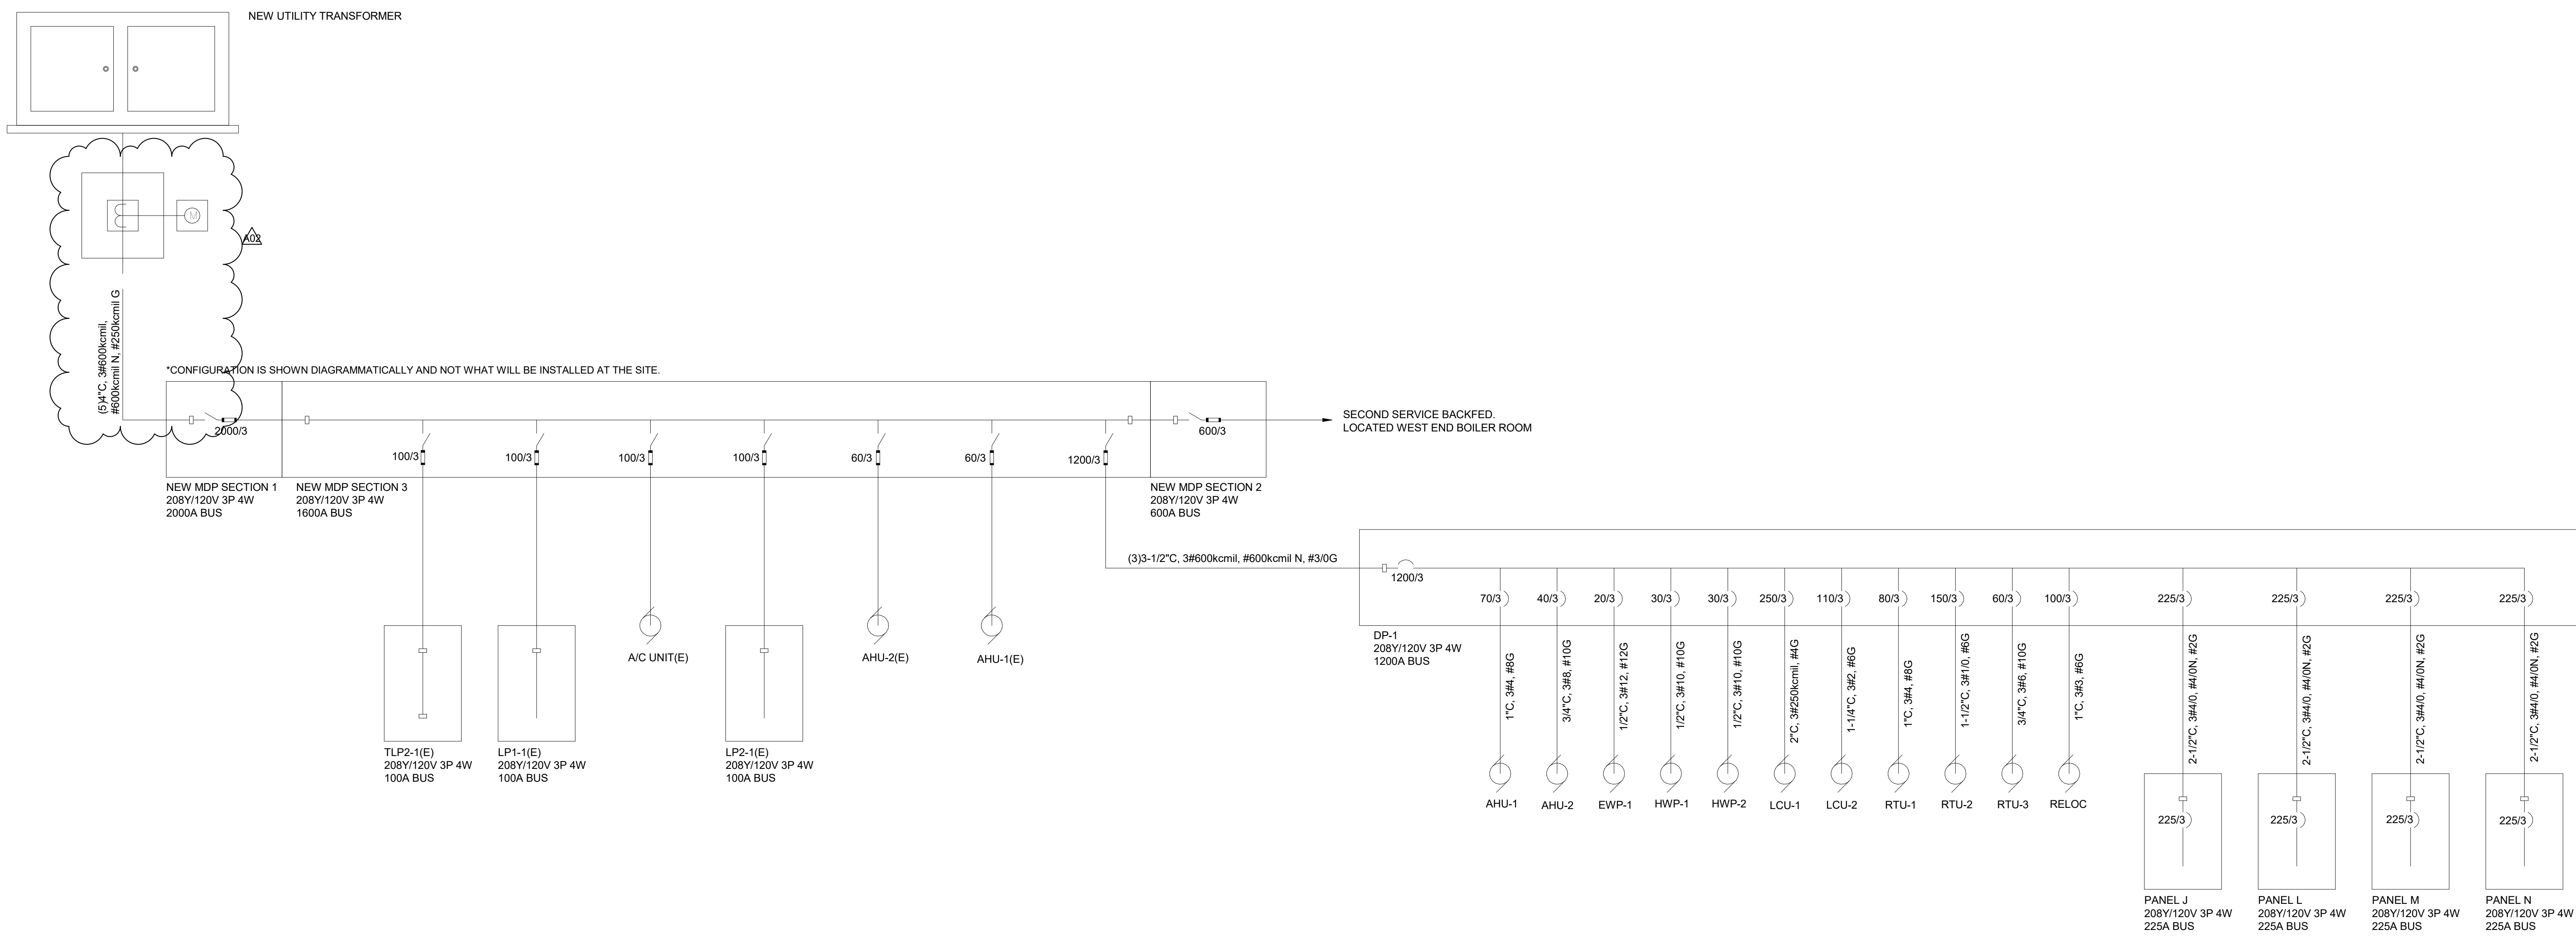 NEW UTILITY TRANSFORMER
M
A02
(5)4"C, 3#600kcmil,
#600kcmil N, #250kcmil G
*CONFIGURATION IS SHOWN DIAGRAMMATICALLY AND NOT WHAT WILL BE INSTALLED AT THE SITE.
2000/3
100/3
100/3
100/3
100/3
60/3
60/3
1200/3
600/3
SECOND SERVICE BACKFED.
LOCATED WEST END BOILER ROOM
NEW MDP SECTION 1
208Y/120V 3P 4W
2000A BUS
NEW MDP SECTION 3
208Y/120V 3P 4W
1600A BUS
NEW MDP SECTION 2
208Y/120V 3P 4W
600A BUS
(3)3-1/2"C, 3#600kcmil, #600kcmil N, #3/0G
1200/3
70/3
40/3
20/3
30/3
30/3
250/3
110/3
80/3
150/3
60/3
100/3
225/3
225/3
225/3
225/3
DP-1
208Y/120V 3P 4W
1200A BUS
1"C, 3#4, #8G
3/4"C, 3#8, #10G
1/2"C, 3#12, #12G
1/2"C, 3#10, #10G
1/2"C, 3#10, #10G
2"C, 3#250kcmil, #4G
1-1/4"C, 3#2, #6G
1"C, 3#4, #8G
1-1/2"C, 3#1/0, #6G
3/4"C, 3#6, #10G
1"C, 3#3, #6G
2-1/2"C, 3#4/0, #4/0N, #2G
2-1/2"C, 3#4/0, #4/0N, #2G
2-1/2"C, 3#4/0, #4/0N, #2G
2-1/2"C, 3#4/0, #4/0N, #2G
A/C UNIT(E)
AHU-2(E)
AHU-1(E)
TLP2-1(E)
208Y/120V 3P 4W
100A BUS
LP1-1(E)
208Y/120V 3P 4W
100A BUS
LP2-1(E)
208Y/120V 3P 4W
100A BUS
AHU-1
AHU-2
EWP-1
HWP-1
HWP-2
LCU-1
LCU-2
RTU-1
RTU-2
RTU-3
RELOC
225/3
225/3
225/3
225/3
PANEL J
208Y/120V 3P 4W
225A BUS
PANEL L
208Y/120V 3P 4W
225A BUS
PANEL M
208Y/120V 3P 4W
225A BUS
PANEL N
208Y/120V 3P 4W
225A BUS